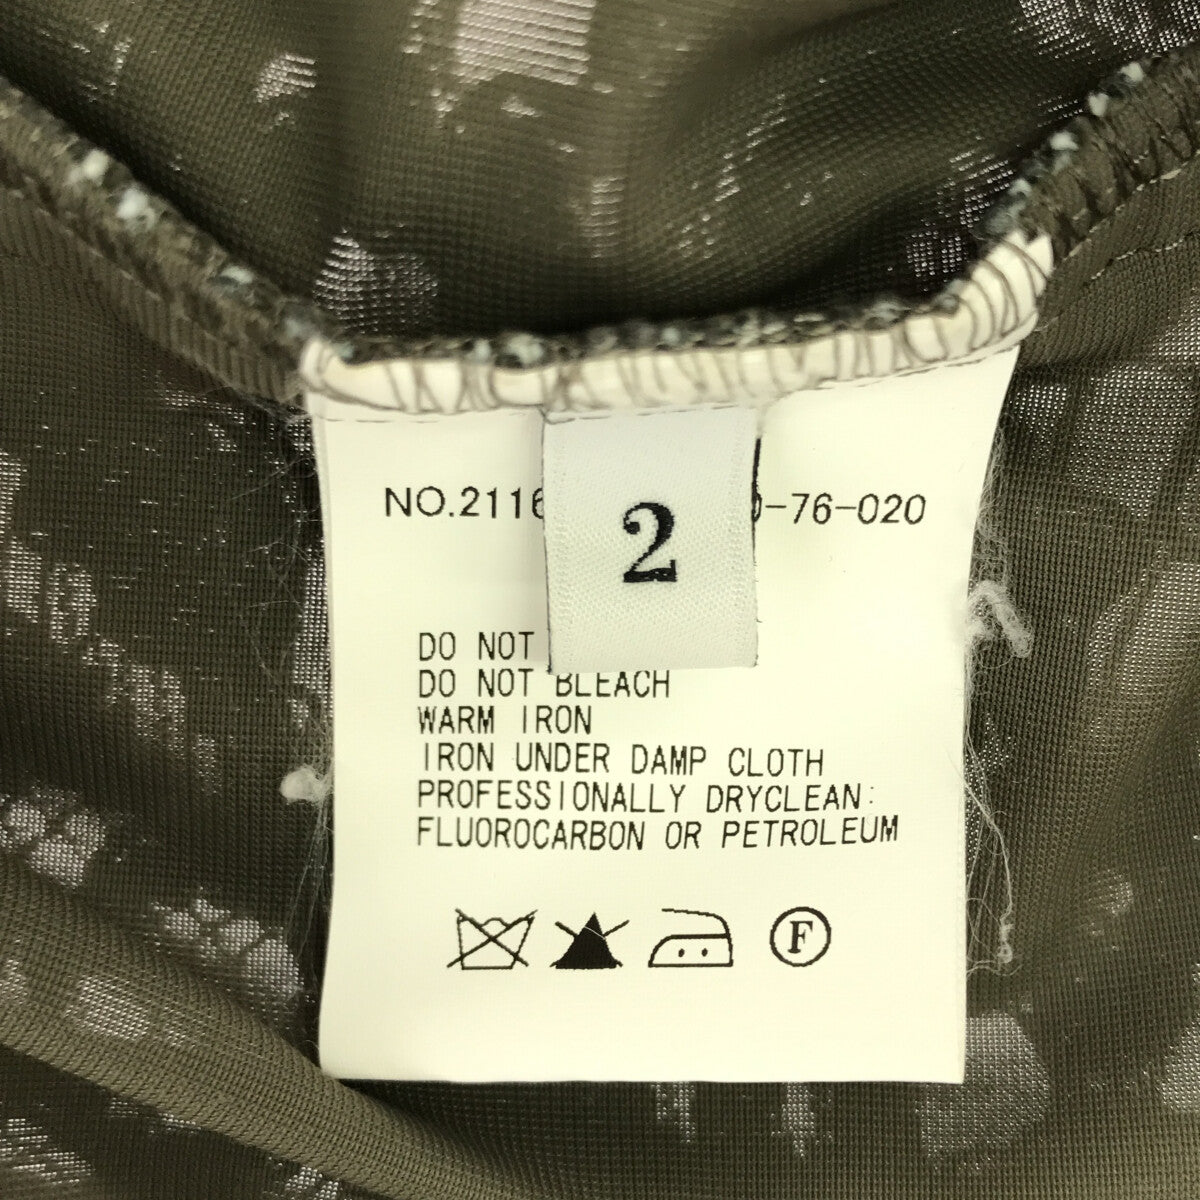 NO.2116 -76-020
2
DO NOT
DO NOT BLEACH
WARM IRON
IRON UNDER DAMP CLOTH
PROFESSIONALLY DRYCLEAN:
FLUOROCARBON OR PETROLEUM
F